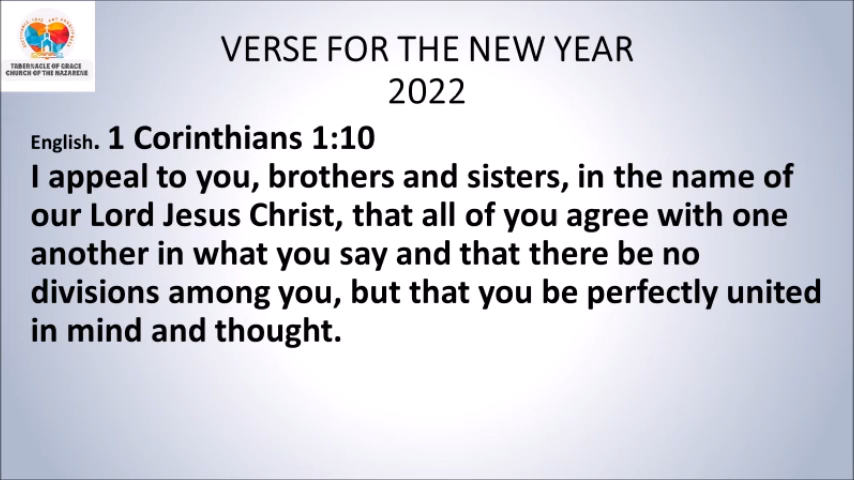 TABERNACLE OF GRACE
CHURCH OF THE NAZARENE
VERSE FOR THE NEW YEAR
2022
English. 1 Corinthians 1:10
I appeal to you, brothers and sisters, in the name of
our Lord Jesus Christ, that all of you agree with one
another in what you say and that there be no
divisions among you, but that you be perfectly united
in mind and thought.